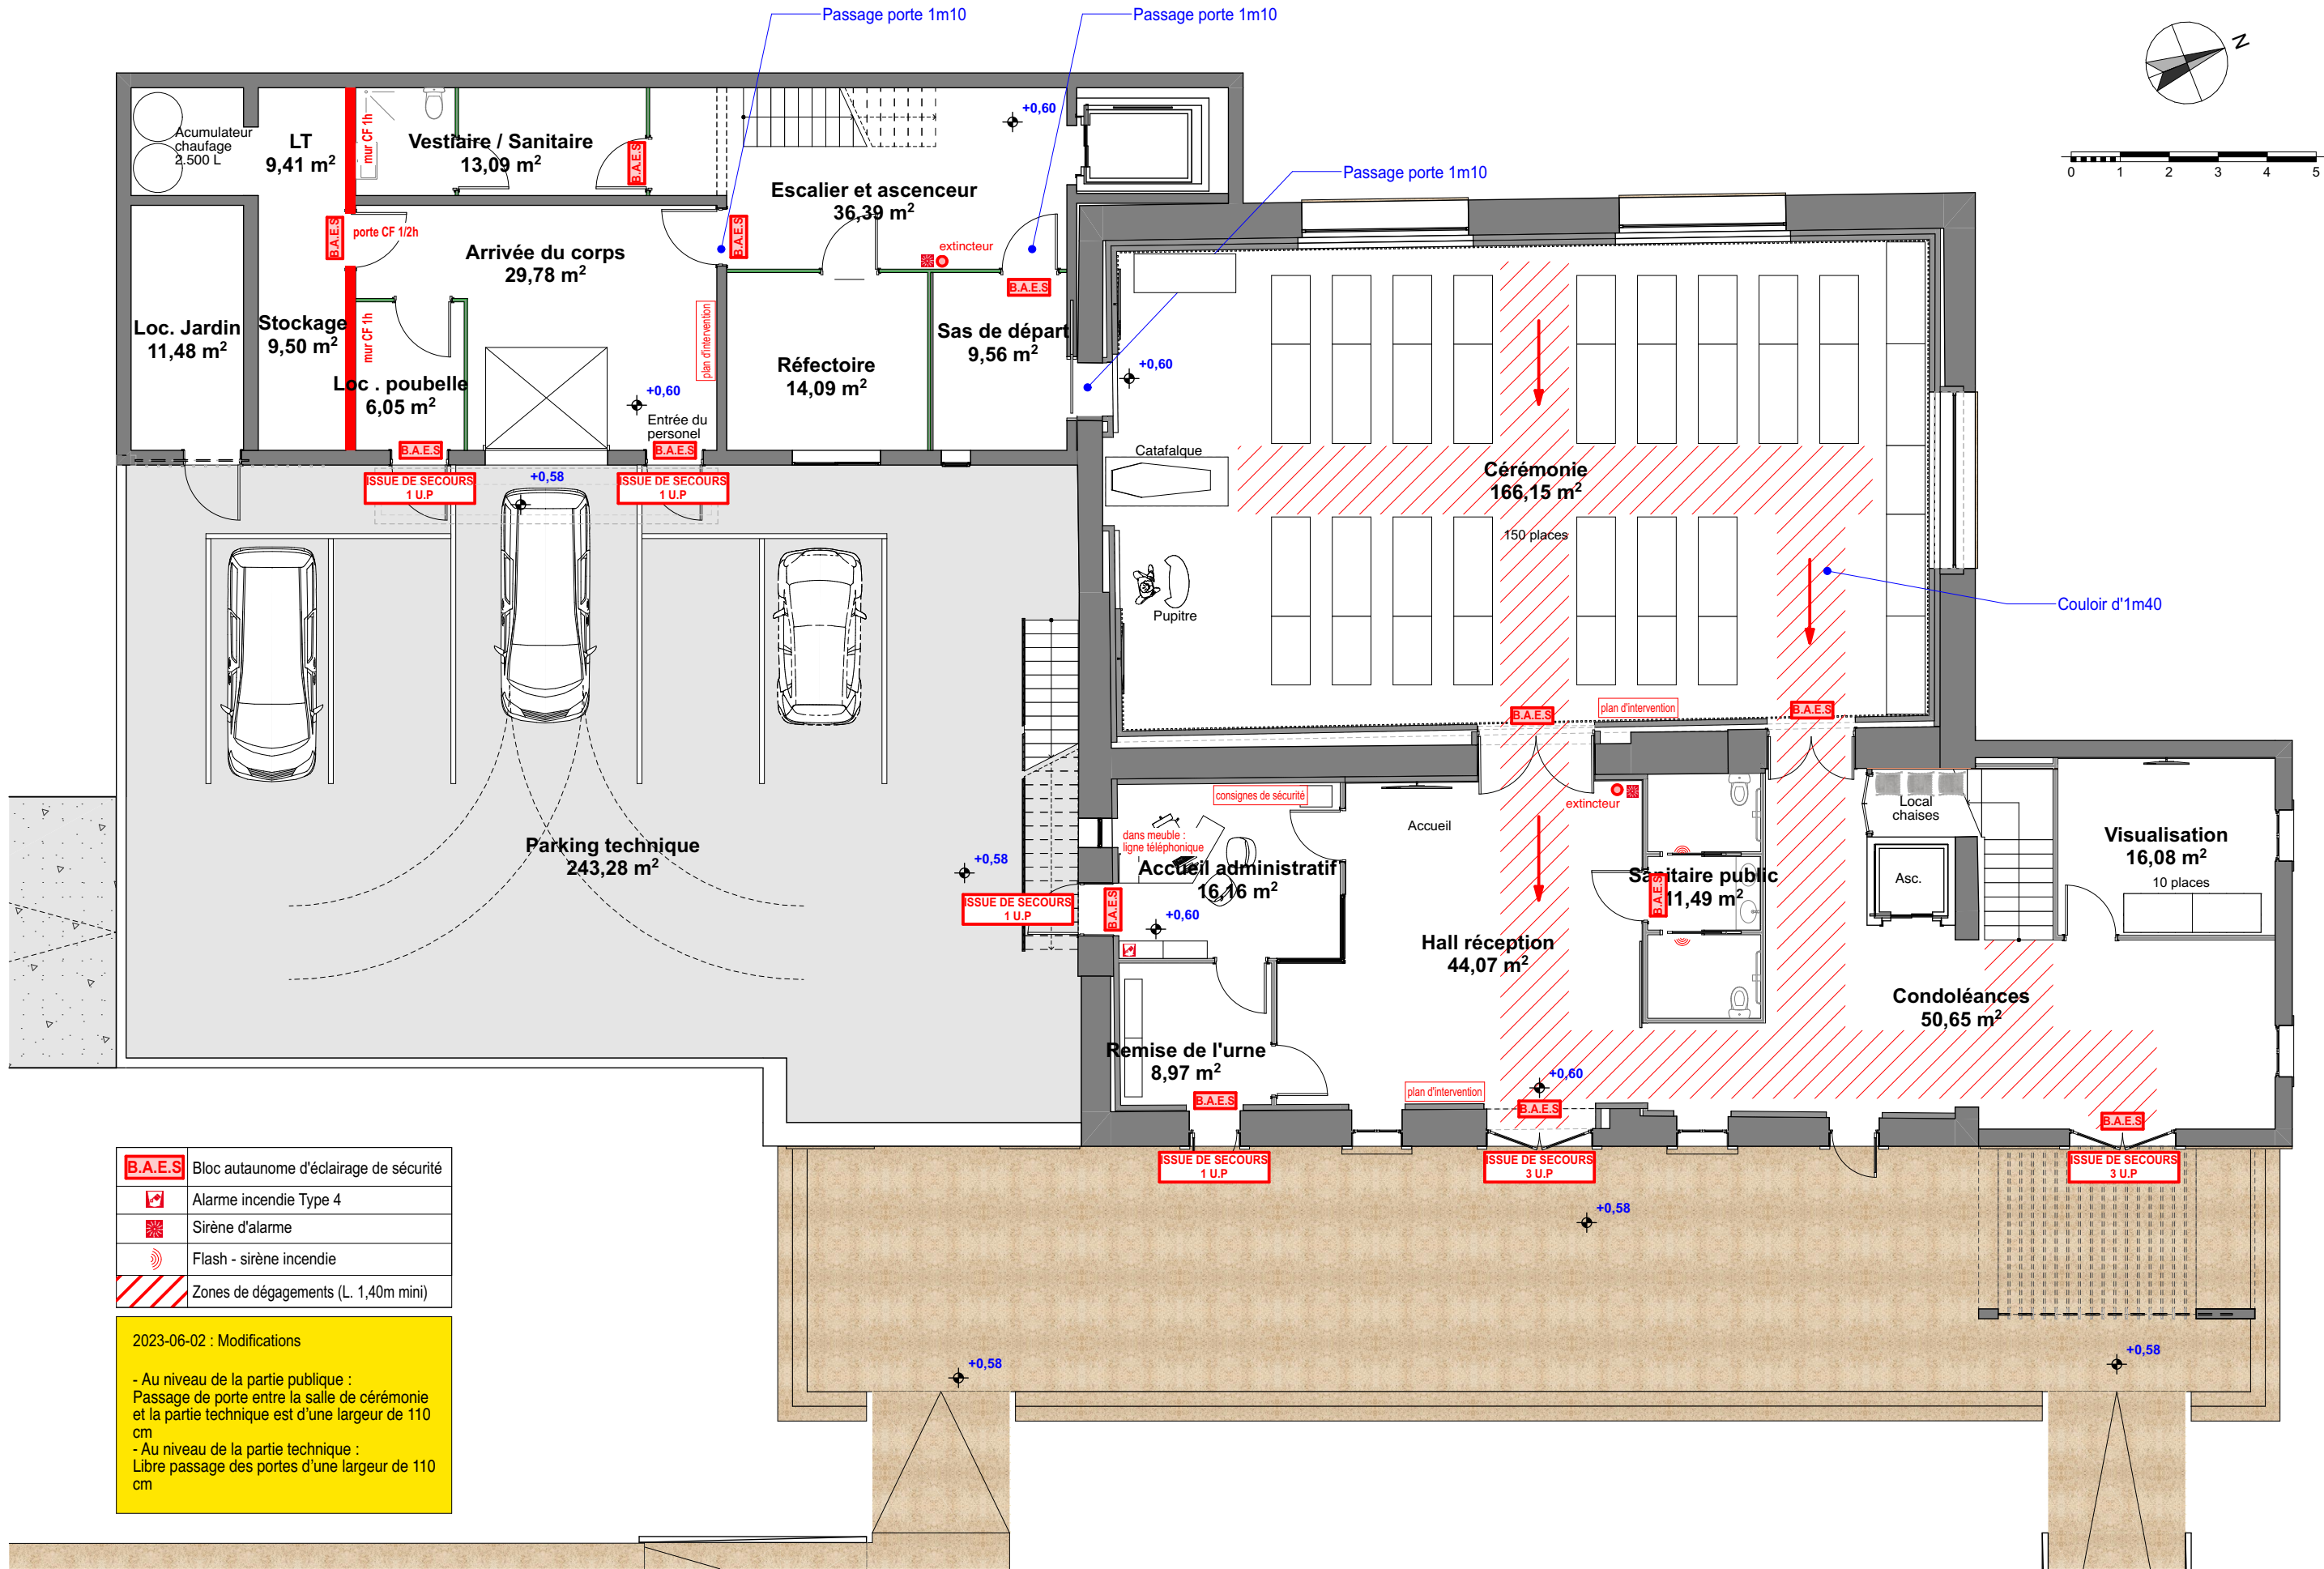 Passage porte 1m10
Passage porte 1m10
N
+0,60
Acumulateur
chaufage
2.500 L
LT
9,41 m²
mur CF 1h
Vestiaire / Sanitaire
13,09 m²
B.A.E.S
Escalier et ascenceur
36,39 m²
Passage porte 1m10
0 1 2 3 4 5
B.A.E.S
porte CF 1/2h
B.A.E.S
Arrivée du corps
29,78 m²
extincteur
B.A.E.S
Loc. Jardin
11,48 m²
Stockage
9,50 m²
mur CF 1h
plan d'intervention
Sas de départ
9,56 m²
Réfectoire
14,09 m²
+0,60
Loc . poubelle
6,05 m²
+0,60
Entrée du
personel
B.A.E.S
B.A.E.S
ISSUE DE SECOURS
1 U.P
+0,58
ISSUE DE SECOURS
1 U.P
Catafalque
Cérémonie
166,15 m²
150 places
Pupitre
Couloir d'1m40
B.A.E.S
plan d'intervention
B.A.E.S
consignes de sécurité
extincteur
Accueil
Local
chaises
dans meuble :
ligne téléphonique
Visualisation
16,08 m²
10 places
Parking technique
243,28 m²
+0,58
Accueil administratif
16,16 m²
Sanitaire public
11,49 m²
B.A.E.S
Asc.
ISSUE DE SECOURS
1 U.P
B.A.E.S
+0,60
Hall réception
44,07 m²
Condoléances
50,65 m²
Remise de l'urne
8,97 m²
+0,60
plan d'intervention
B.A.E.S
B.A.E.S
B.A.E.S
ISSUE DE SECOURS
1 U.P
ISSUE DE SECOURS
3 U.P
ISSUE DE SECOURS
3 U.P
B.A.E.S Bloc autaunome d'éclairage de sécurité
Alarme incendie Type 4
Sirène d'alarme
Flash - sirène incendie
Zones de dégagements (L. 1,40m mini)
+0,58
+0,58
+0,58
2023-06-02 : Modifications
- Au niveau de la partie publique :
Passage de porte entre la salle de cérémonie
et la partie technique est d'une largeur de 110
cm
- Au niveau de la partie technique :
Libre passage des portes d'une largeur de 110
cm